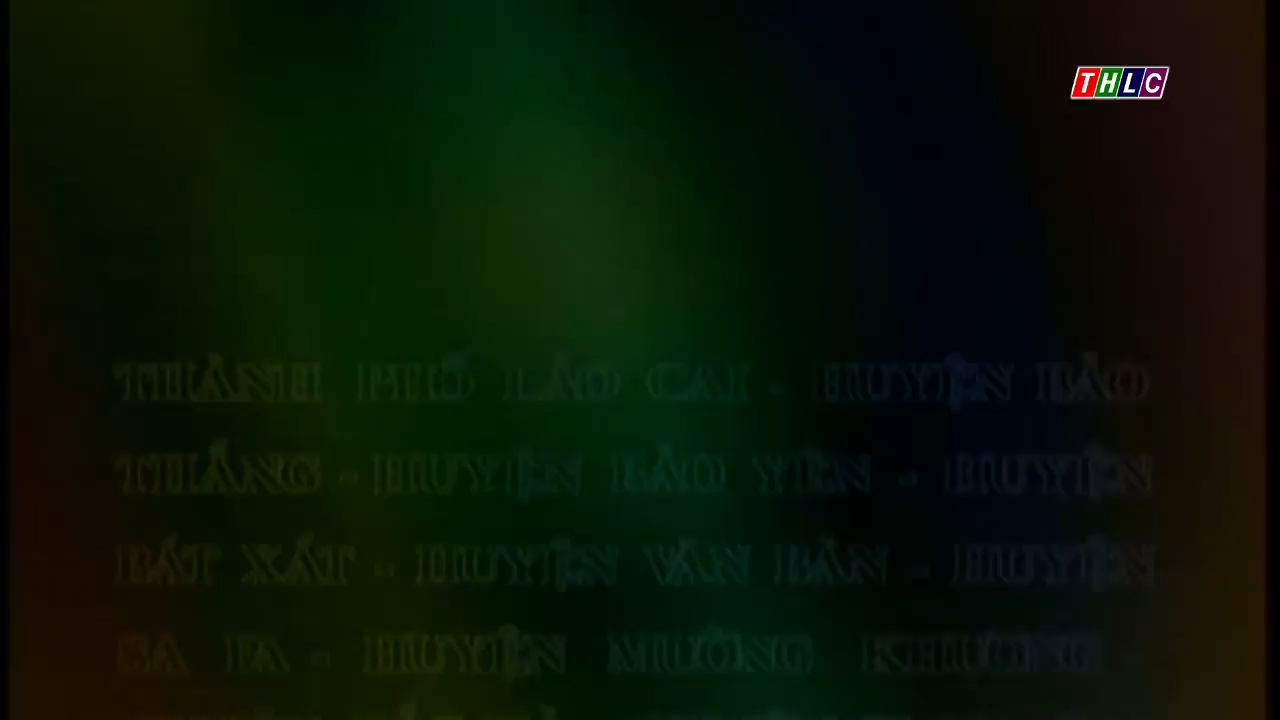 THLC
THÀNH PHỐ LÀO CAI - HUYỆN BẢO
THẮNG - HUYỆN BẢO YÊN - HUYỆN
BÁT XÁT - HUYỆN VĂN BÀN - HUYỆN
SA PA - HUYỆN MƯỜNG KHƯƠNG -